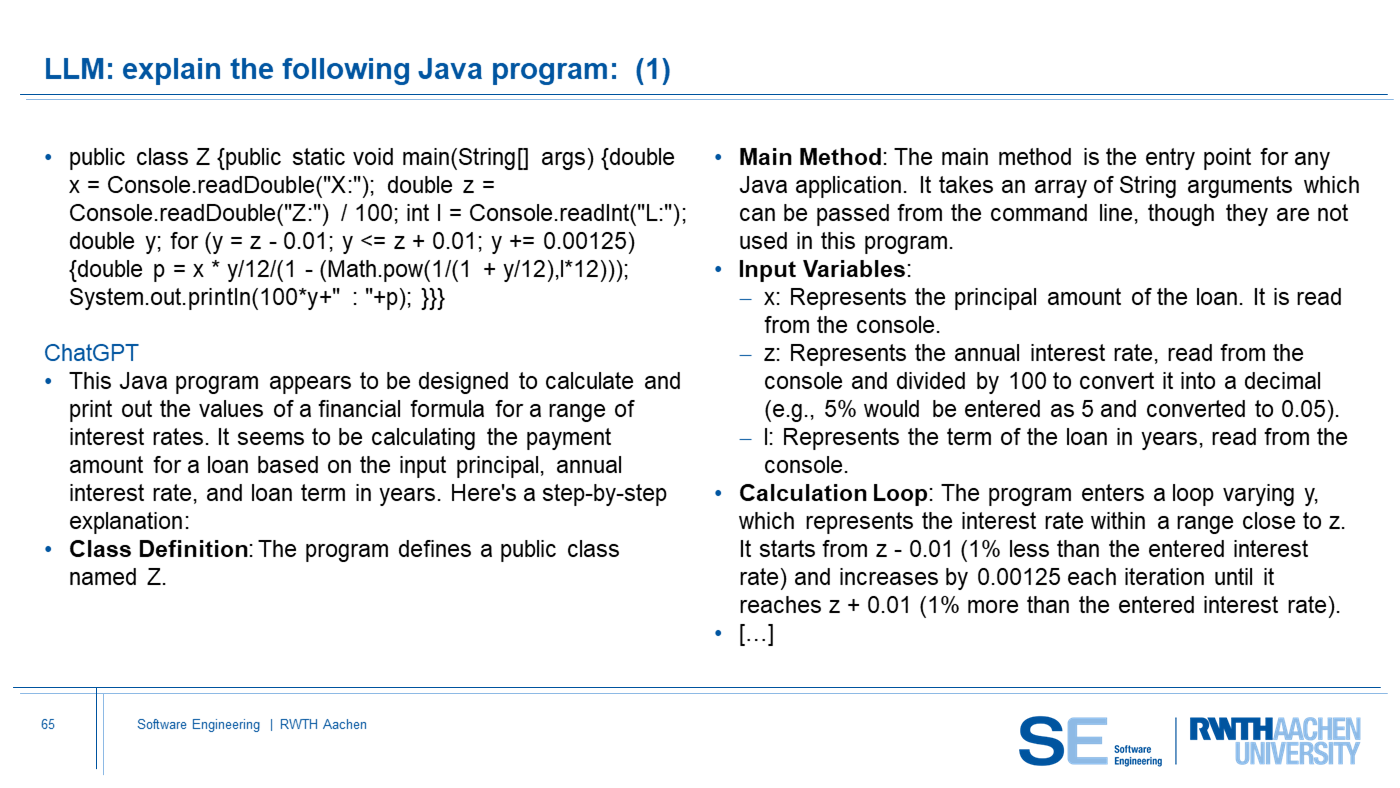 LLM: explain the following Java program: (1)
• public class Z {public static void main(String[] args) {double
x = Console.readDouble("X:"); double z =
Console.readDouble("Z:") / 100; int l = Console.readInt("L:");
double y; for (y = z - 0.01; y <= z + 0.01; y += 0.00125)
{double p = x * y/12/(1 - (Math.pow(1/(1 + y/12),l*12)));
System.out.println(100*y+" : "+p); }}}
ChatGPT
• This Java program appears to be designed to calculate and
print out the values of a financial formula for a range of
interest rates. It seems to be calculating the payment
amount for a loan based on the input principal, annual
interest rate, and loan term in years. Here's a step-by-step
explanation:
• Class Definition: The program defines a public class
named Z.
• Main Method: The main method is the entry point for any
Java application. It takes an array of String arguments which
can be passed from the command line, though they are not
used in this program.
• Input Variables:
– x: Represents the principal amount of the loan. It is read
from the console.
– z: Represents the annual interest rate, read from the
console and divided by 100 to convert it into a decimal
(e.g., 5% would be entered as 5 and converted to 0.05).
– l: Represents the term of the loan in years, read from the
console.
• Calculation Loop: The program enters a loop varying y,
which represents the interest rate within a range close to z.
It starts from z - 0.01 (1% less than the entered interest
rate) and increases by 0.00125 each iteration until it
reaches z + 0.01 (1% more than the entered interest rate).
• […]
65
Software Engineering | RWTH Aachen
SE Software
Engineering
RWTH AACHEN
UNIVERSITY